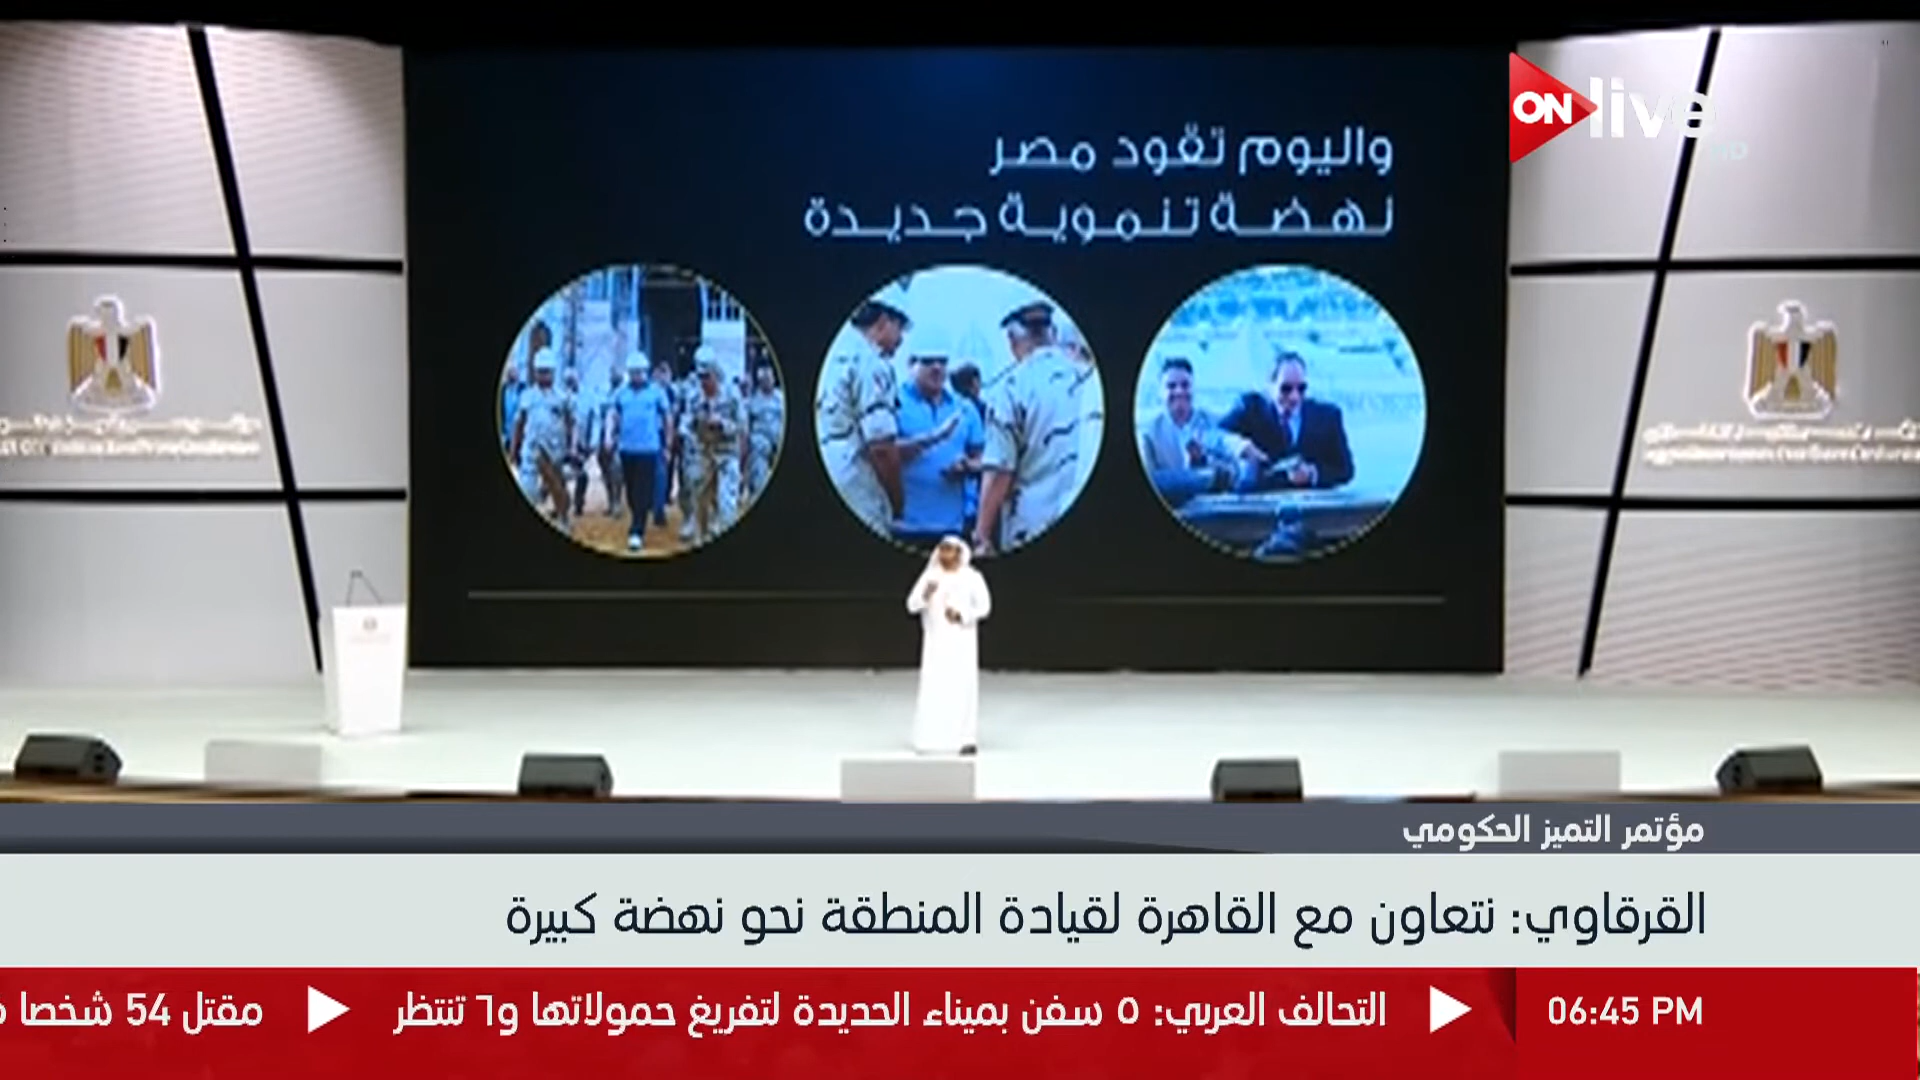 ON live
واليوم تقود مصر
نهضة تنموية جديدة
مؤتمر التميز الحكومي
القرقاوي: نتعاون مع القاهرة لقيادة المنطقة نحو نهضة كبيرة
06:45 PM
التحالف العربي: ٥ سفن بميناء الحديدة لتفريغ حمولاتها و٦ تنتظر
مقتل 54 شخصا